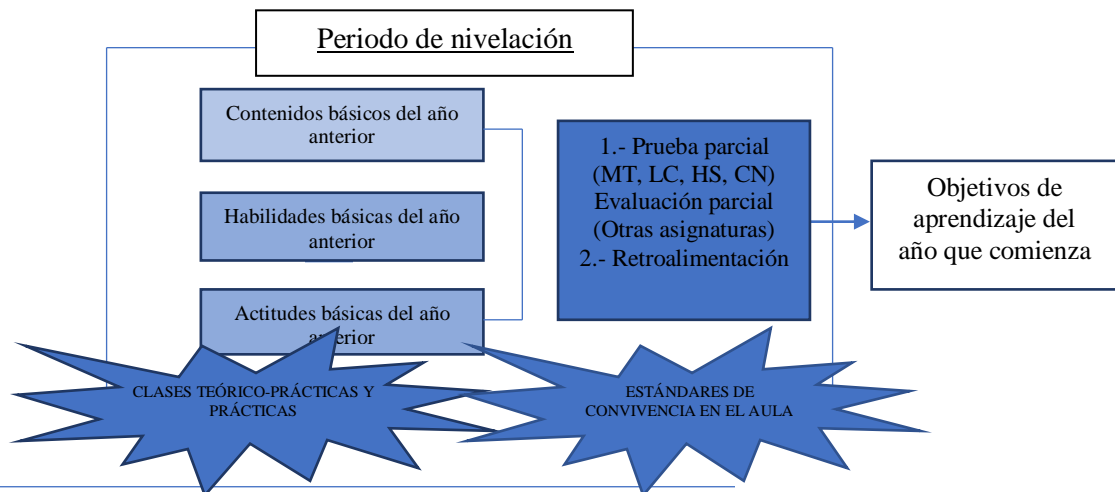 Periodo de nivelación
Contenidos básicos del año
anterior
Habilidades básicas del año
anterior
Actitudes básicas del año
anterior
1.- Prueba parcial
(MT, LC, HS, CN)
Evaluación parcial
(Otras asignaturas)
2.- Retroalimentación
Objetivos de
aprendizaje del
año que comienza
CLASES TEÓRICO-PRÁCTICAS Y
PRÁCTICAS
ESTÁNDARES DE
CONVIVENCIA EN EL AULA